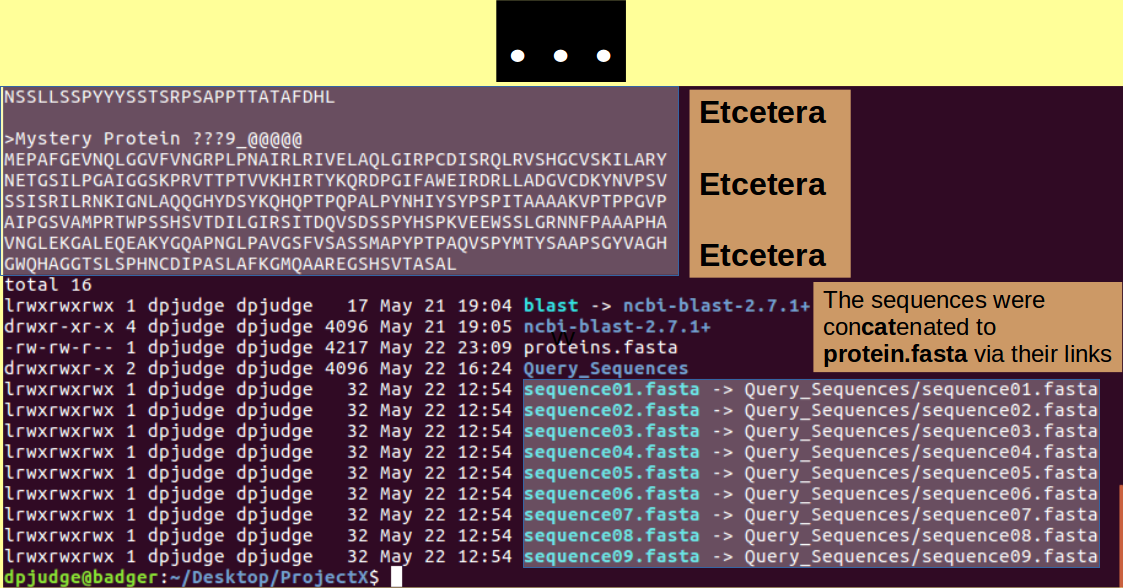 • • •
NSSLLSSPYYYSSTSRPSAPPTTATAFDHL
>Mystery Protein ???9_@@@@@
MEPAFGEVNQLGGVFVNGRPLPNAIRLRIVELAQLGIRPCDISRQLRVSHGCVSKILARY
NETGSILPGAIGGSKPRVTTPTVVKHIRTYKQRDPGIFAWEIRDRLLADGVCDKYNVPSV
SSISRILRNKIGNLAQQGHYDSYKQHQPTPQPALPYNHIYSYPSPITAAAAKVPTPPGVP
AIPGSVAMPRTWPSSHSVTDILGIRSITDQVSDSSPYHSPKVEEWSSLGRNNFPAAAPHA
VNGLEKGALEQEAKYGQAPNGLPAVGSFVSASSMAPYPTPAQVSPYMTYSAAPSGYVAGH
GWQHAGGTSLSPHNCDIPASLAFKGMQAAREGSHSVTASAL
Etcetera
Etcetera
Etcetera
total 16
lrwxrwxrwx 1 dpjudge dpjudge 17 May 21 19:04 blast -> ncbi-blast-2.7.1+
drwxr-xr-x 4 dpjudge dpjudge 4096 May 21 19:05 ncbi-blast-2.7.1+
W
-rw-rw-r-- 1 dpjudge dpjudge 4217 May 22 23:09 proteins.fasta
drwxrwxr-x 2 dpjudge dpjudge 4096 May 22 16:24 Query_Sequences
lrwxrwxrwx 1 dpjudge dpjudge 32 May 22 12:54 sequence01.fasta -> Query_Sequences/sequence01.fasta
lrwxrwxrwx 1 dpjudge dpjudge 32 May 22 12:54 sequence02.fasta -> Query_Sequences/sequence02.fasta
lrwxrwxrwx 1 dpjudge dpjudge 32 May 22 12:54 sequence03.fasta -> Query_Sequences/sequence03.fasta
lrwxrwxrwx 1 dpjudge dpjudge 32 May 22 12:54 sequence04.fasta -> Query_Sequences/sequence04.fasta
lrwxrwxrwx 1 dpjudge dpjudge 32 May 22 12:54 sequence05.fasta -> Query_Sequences/sequence05.fasta
lrwxrwxrwx 1 dpjudge dpjudge 32 May 22 12:54 sequence06.fasta -> Query_Sequences/sequence06.fasta
lrwxrwxrwx 1 dpjudge dpjudge 32 May 22 12:54 sequence07.fasta -> Query_Sequences/sequence07.fasta
lrwxrwxrwx 1 dpjudge dpjudge 32 May 22 12:54 sequence08.fasta -> Query_Sequences/sequence08.fasta
lrwxrwxrwx 1 dpjudge dpjudge 32 May 22 12:54 sequence09.fasta -> Query_Sequences/sequence09.fasta
dpjudge@badger:~/Desktop/ProjectX$
The sequences were
concatenated to
protein.fasta via their links